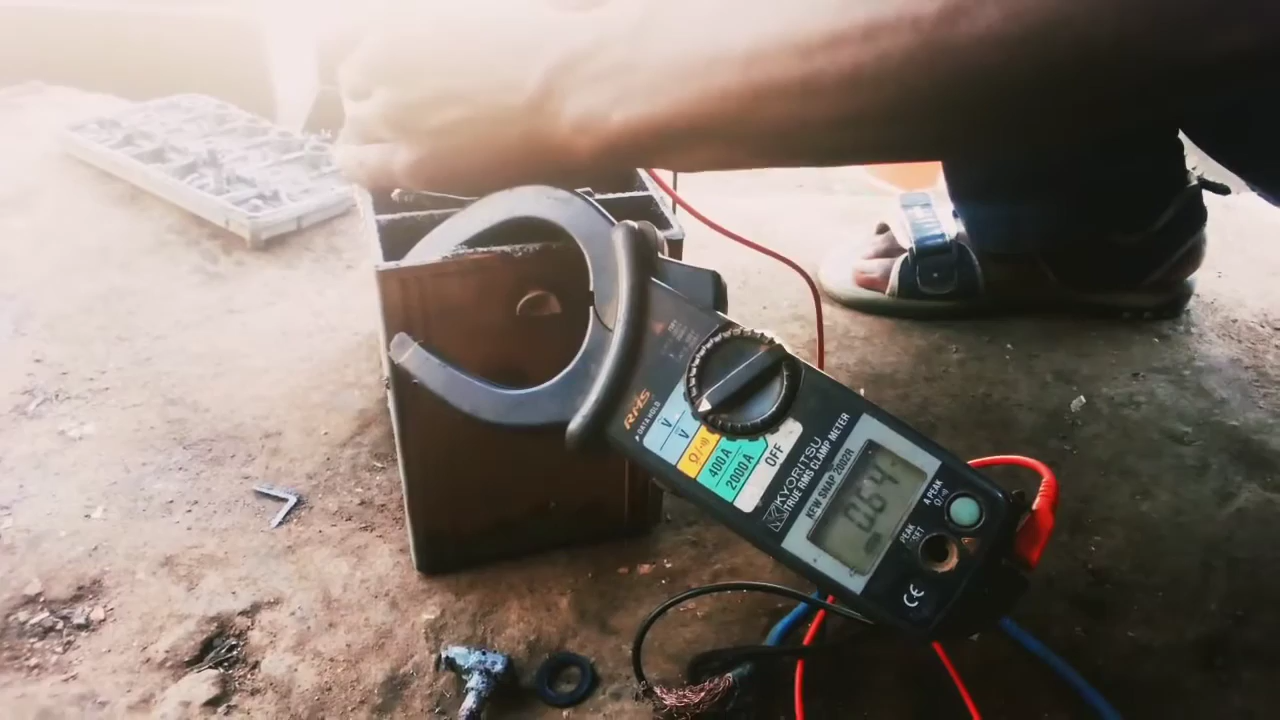 RMS
DATA HOLD
V
V
Ω/•))
400A
2000A
OFF
KYORITSU
TRUE RMS CLAMP METER
KEW SNAP 2002R
0.64
A PEAK
Ω/•))
PEAK
CE